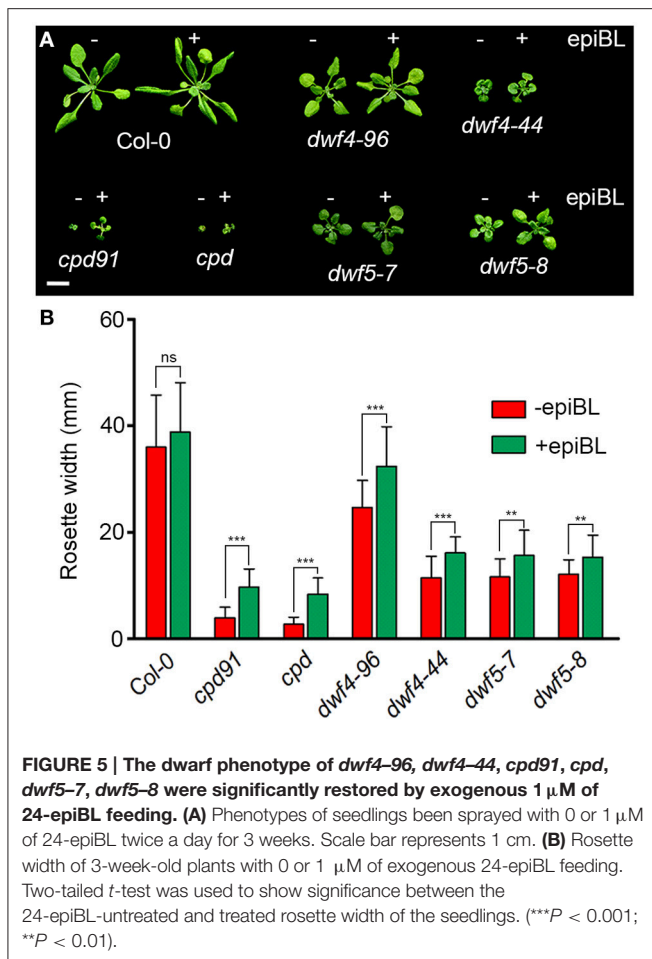 A
- + - + - + epiBL
Col-0 dwf4-96 dwf4-44
- + - + - + - + epiBL
cpd91 cpd dwf5-7 dwf5-8
B
60
40
20
0
Rosette width (mm)
ns *** *** *** *** ** **
-epiBL
+epiBL
Col-0 cpd91 cpd dwf4-96 dwf4-44 dwf5-7 dwf5-8
FIGURE 5 | The dwarf phenotype of dwf4–96, dwf4–44, cpd91, cpd,
dwf5–7, dwf5–8 were significantly restored by exogenous 1 μM of
24-epiBL feeding. (A) Phenotypes of seedlings been sprayed with 0 or 1 μM
of 24-epiBL twice a day for 3 weeks. Scale bar represents 1 cm. (B) Rosette
width of 3-week-old plants with 0 or 1 μM of exogenous 24-epiBL feeding.
Two-tailed t-test was used to show significance between the
24-epiBL-untreated and treated rosette width of the seedlings. (***P < 0.001;
**P < 0.01).